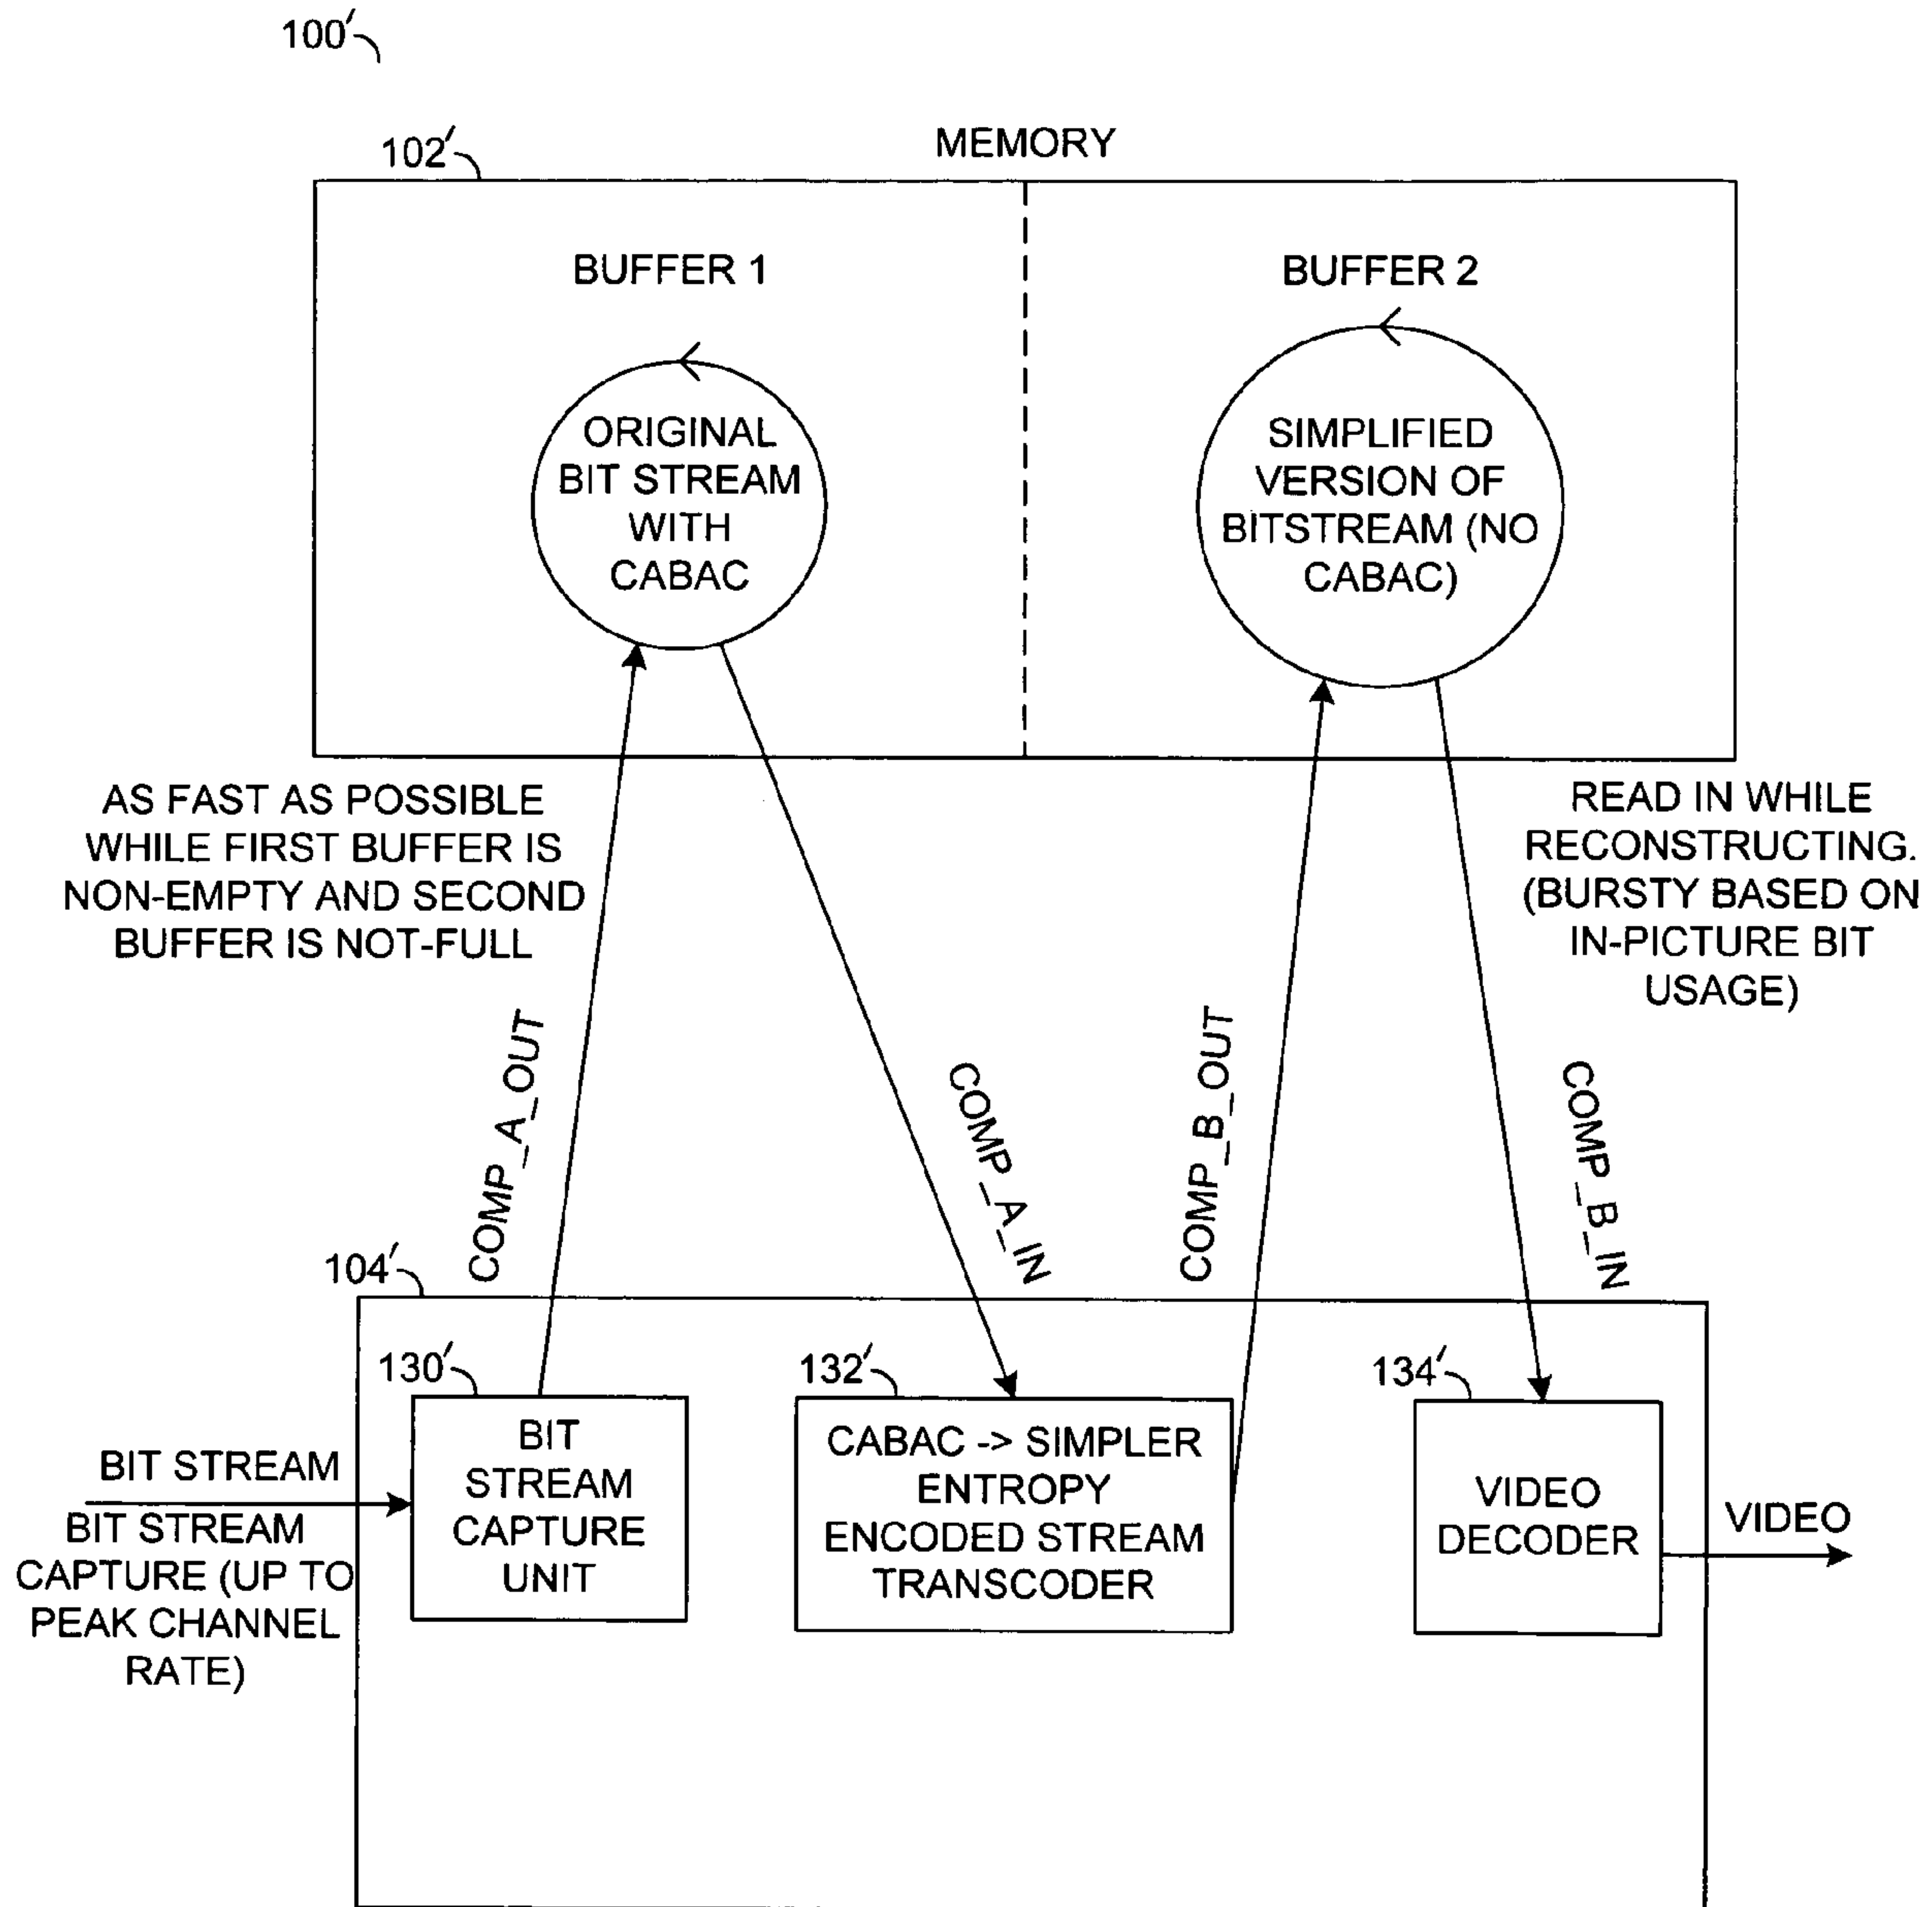 100′
102′
MEMORY
BUFFER 1
BUFFER 2
ORIGINAL
BIT STREAM
WITH
CABAC
SIMPLIFIED
VERSION OF
BITSTREAM (NO
CABAC)
AS FAST AS POSSIBLE
WHILE FIRST BUFFER IS
NON-EMPTY AND SECOND
BUFFER IS NOT-FULL
READ IN WHILE
RECONSTRUCTING.
(BURSTY BASED ON
IN-PICTURE BIT
USAGE)
COMP_A_OUT
COMP_A_IN
COMP_B_OUT
COMP_B_IN
104′
130′
132′
134′
BIT STREAM
BIT STREAM
CAPTURE (UP TO
PEAK CHANNEL
RATE)
BIT
STREAM
CAPTURE
UNIT
CABAC -> SIMPLER
ENTROPY
ENCODED STREAM
TRANSCODER
VIDEO
DECODER
VIDEO